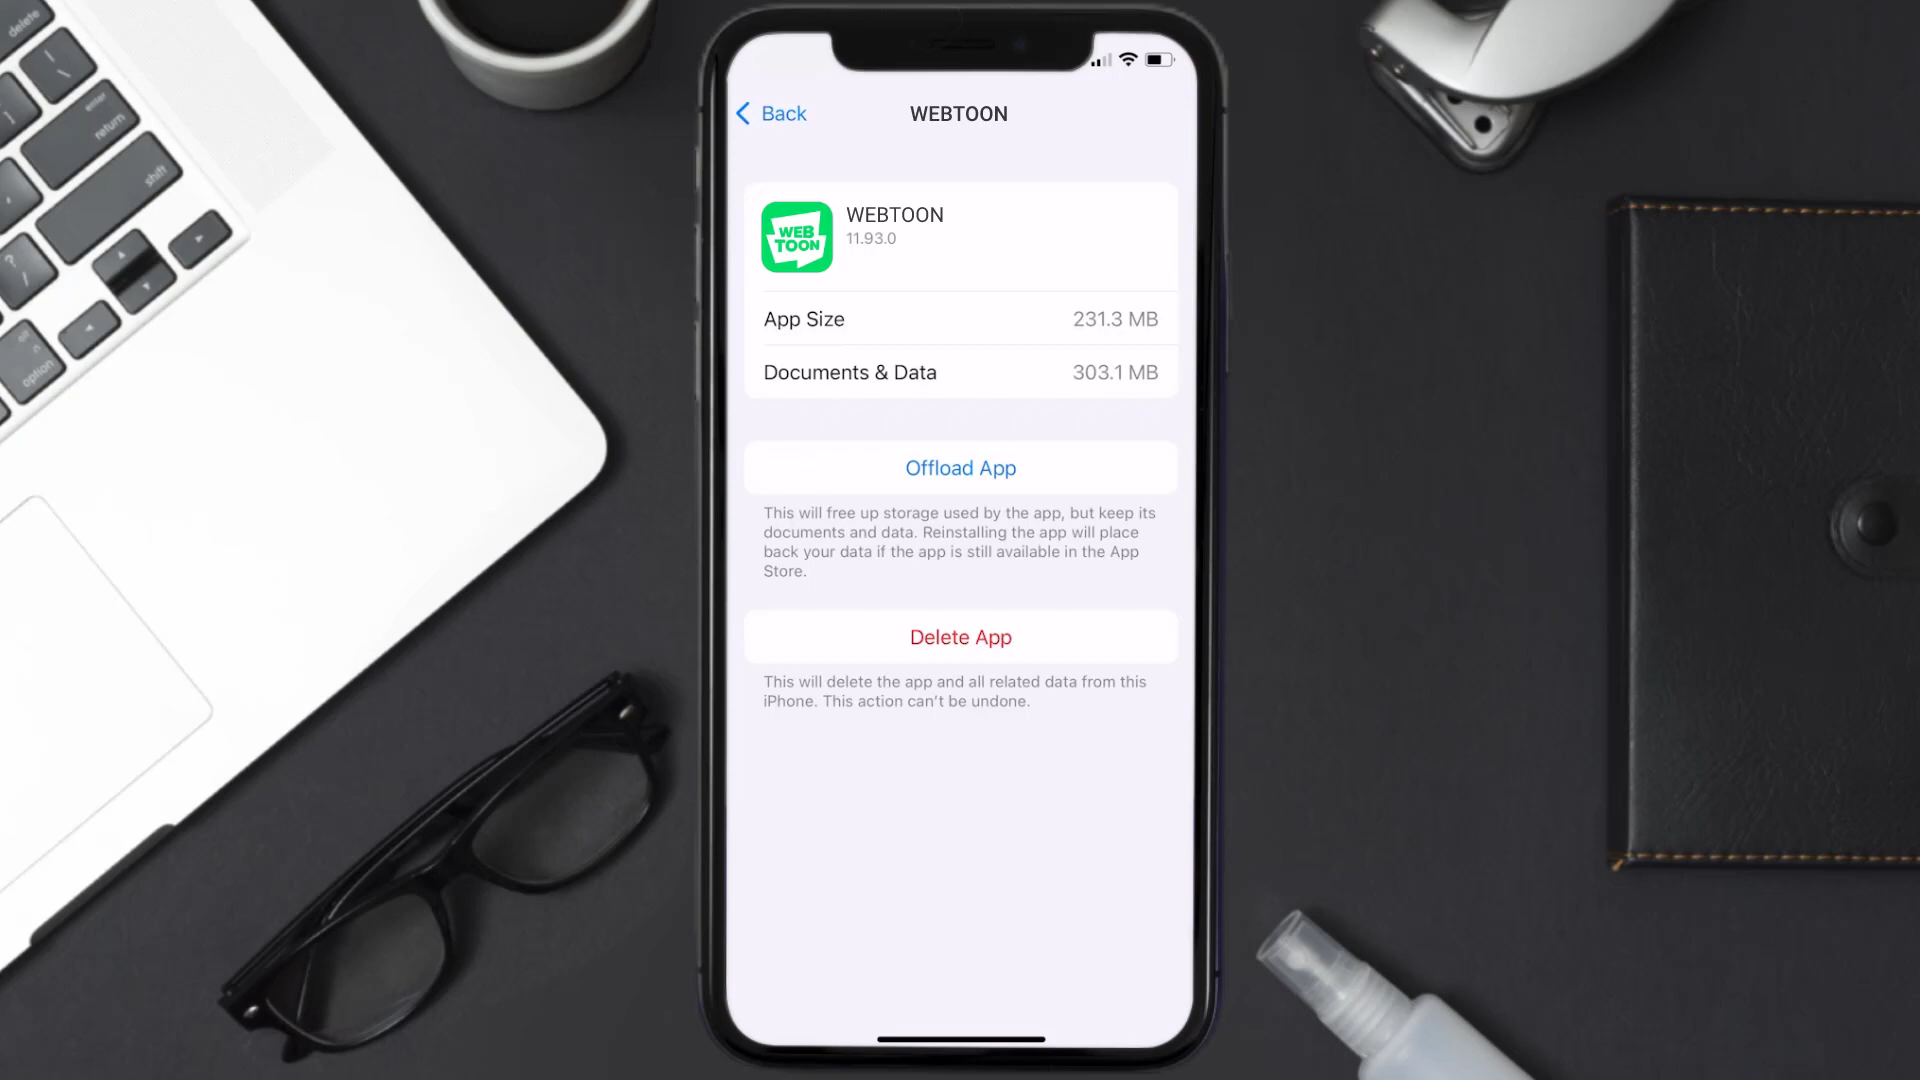 delete
enter
return
shift
option
Back
WEBTOON
WEB
TOON
WEBTOON
11.93.0
App Size 231.3 MB
Documents & Data 303.1 MB
Offload App
This will free up storage used by the app, but keep its
documents and data. Reinstalling the app will place
back your data if the app is still available in the App
Store.
Delete App
This will delete the app and all related data from this
iPhone. This action can't be undone.